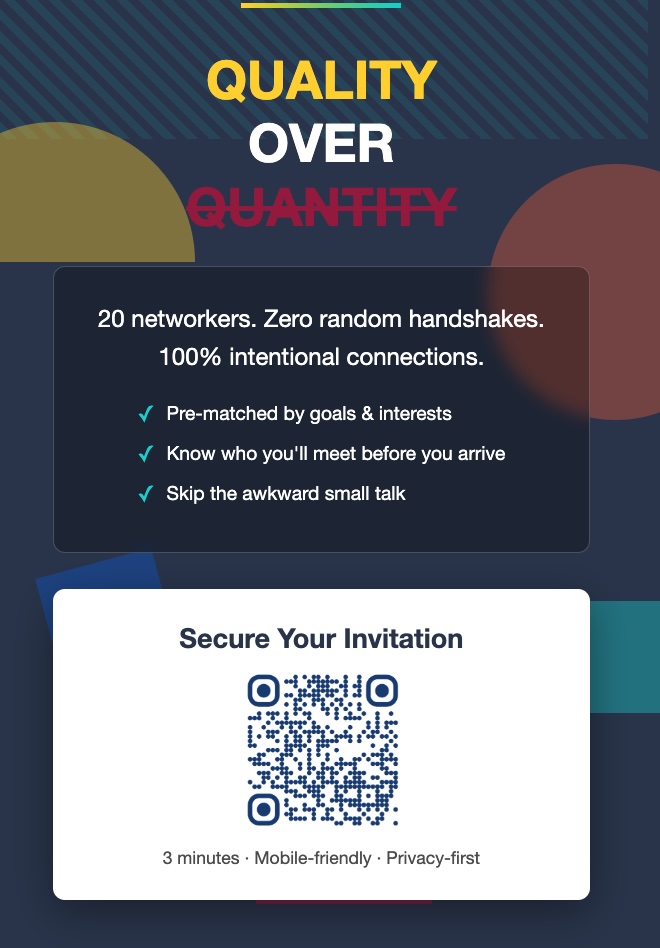 QUALITY
OVER
QUANTITY
20 networkers. Zero random handshakes.
100% intentional connections.
✓ Pre-matched by goals & interests
✓ Know who you'll meet before you arrive
✓ Skip the awkward small talk
Secure Your Invitation
3 minutes · Mobile-friendly · Privacy-first